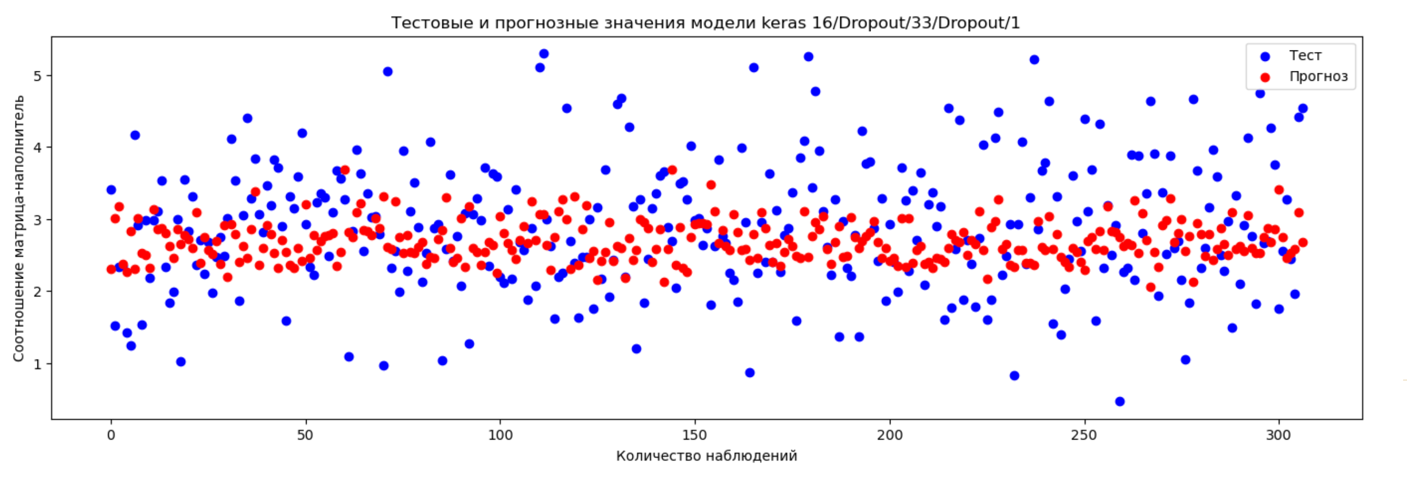 Тестовые и прогнозные значения модели keras 16/Dropout/33/Dropout/1
Тест
Прогноз
Соотношение матрица-наполнитель
5
4
3
2
1
0 50 100 150 200 250 300
Количество наблюдений